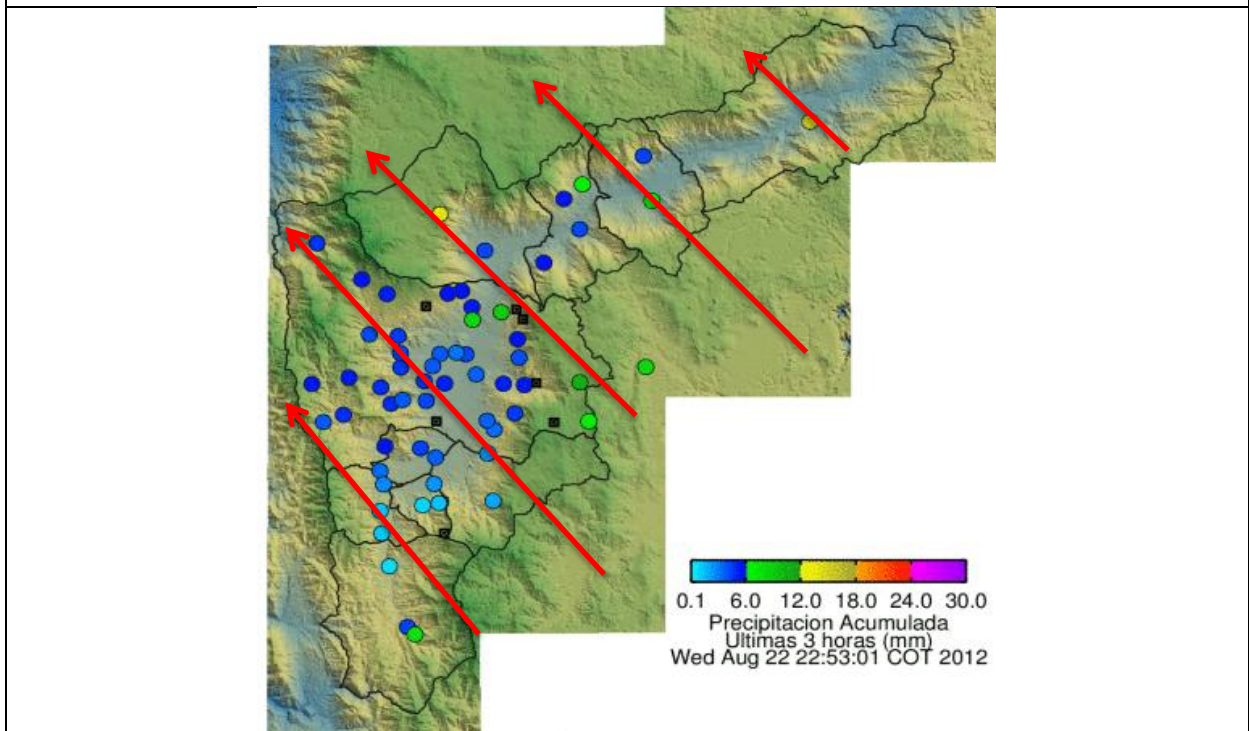 0.1 6.0 12.0 18.0 24.0 30.0
Precipitacion Acumulada
Ultimas 3 horas (mm)
Wed Aug 22 22:53:01 COT 2012